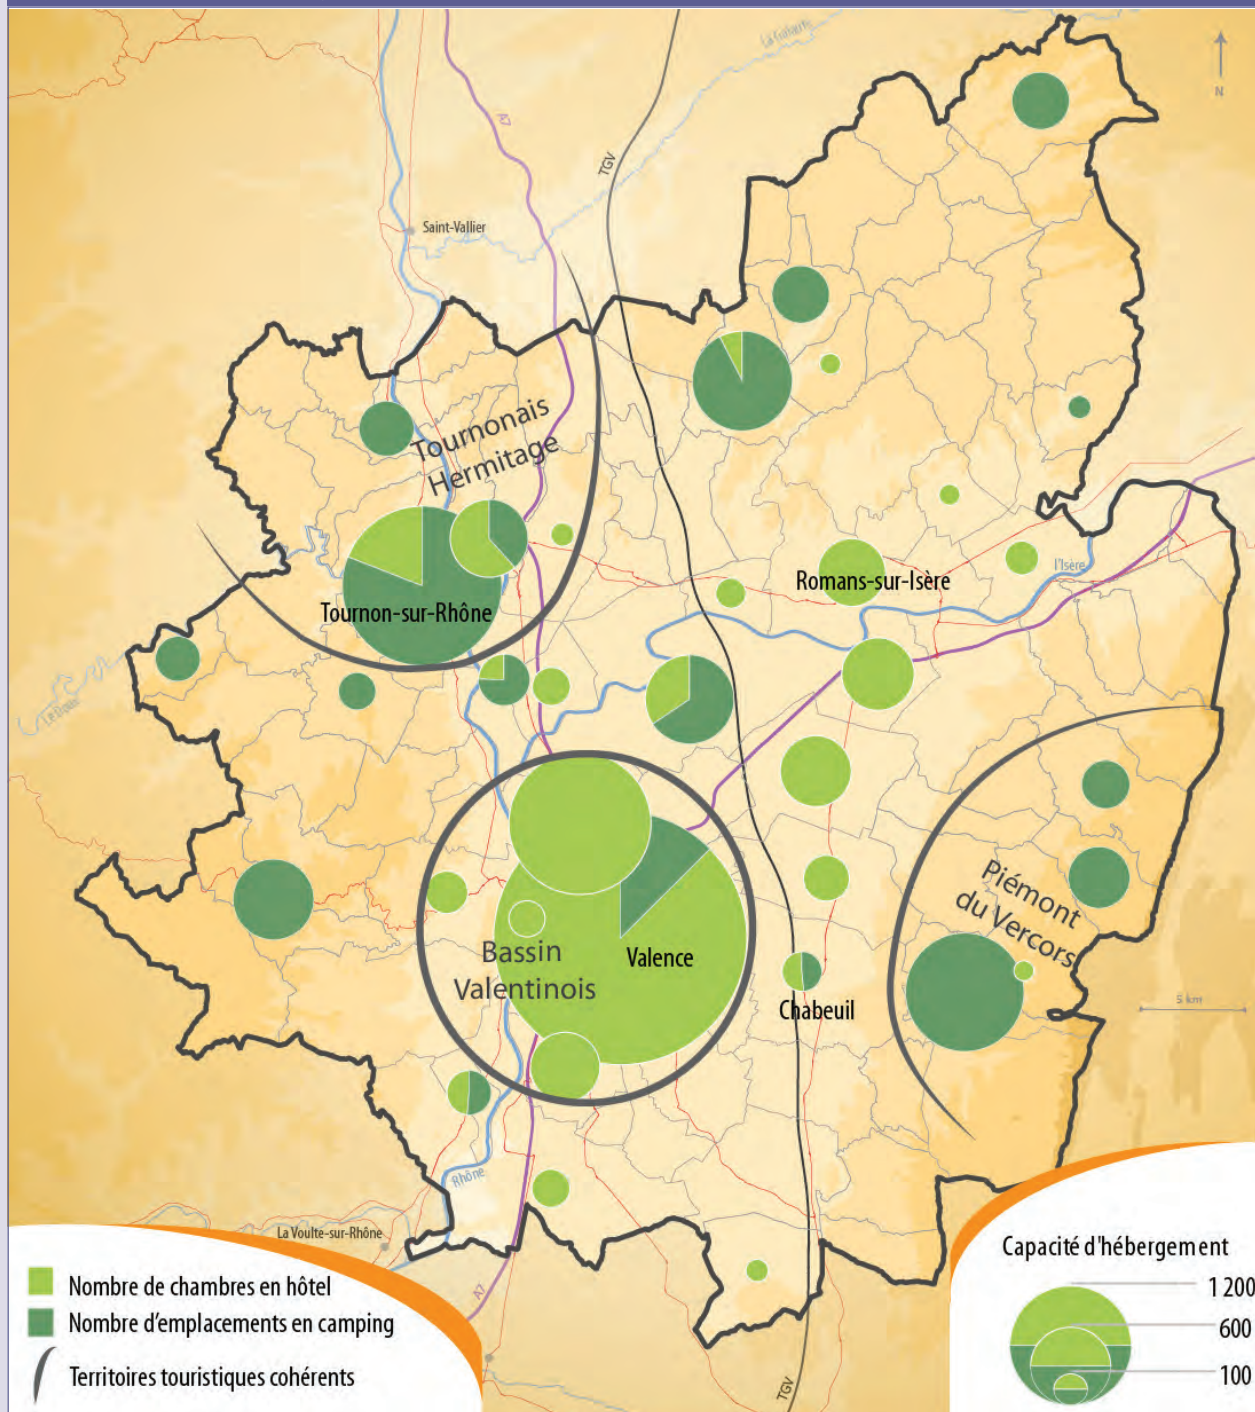 La Galaure
N
A7
TGV
Saint-Vallier
Tournonais
Hermitage
Romans-sur-Isère
l'Isère
Tournon-sur-Rhône
Le Doux
Piémont
du Vercors
Bassin
Valentinois
Valence
Chabeuil
5 km
Rhône
La Voulte-sur-Rhône
A7
TGV
Nombre de chambres en hôtel
Nombre d'emplacements en camping
Territoires touristiques cohérents
Capacité d'hébergement
1 200
600
100